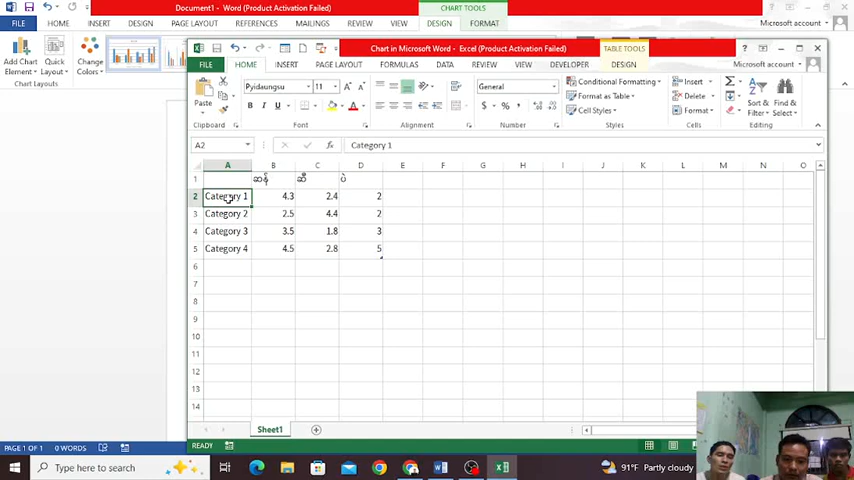 Document1 - Word (Product Activation Failed)
CHART TOOLS
FILE HOME INSERT DESIGN PAGE LAYOUT REFERENCES MAILINGS REVIEW VIEW DESIGN FORMAT Microsoft account
Add Chart Element
Quick Layout
Change Colors
Chart Layouts
Chart in Microsoft Word - Excel (Product Activation Failed)
TABLE TOOLS
FILE HOME INSERT PAGE LAYOUT FORMULAS DATA REVIEW VIEW DEVELOPER DESIGN Microsoft account
Paste
Pyidaungsu 11
General
Conditional Formatting
Format as Table
Cell Styles
Insert
Delete
Format
Sort & Filter
Find & Select
Clipboard Font Alignment Number Styles Cells Editing
A2 Category 1
A B C D E F G H I J K L M N O
1 ဆန် ဆီ ပဲ
2 Category 1 4.3 2.4 2
3 Category 2 2.5 4.4 2
4 Category 3 3.5 1.8 3
5 Category 4 4.5 2.8 5
6
7
8
9
10
11
12
13
14
Sheet1
READY
PAGE 1 OF 1 0 WORDS
Type here to search
91°F Partly cloudy